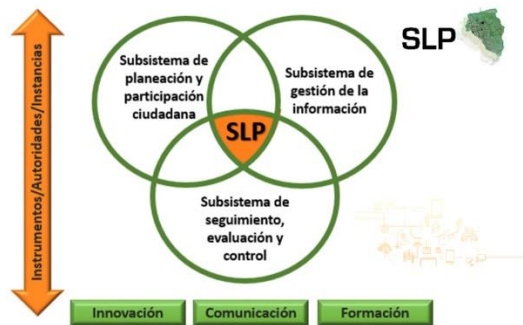 Instrumentos/Autoridades/Instancias
Subsistema de
planeación y
participación
ciudadana
Subsistema de
gestión de la
información
SLP
SLP
Subsistema de
seguimiento,
evaluación y
control
Innovación
Comunicación
Formación